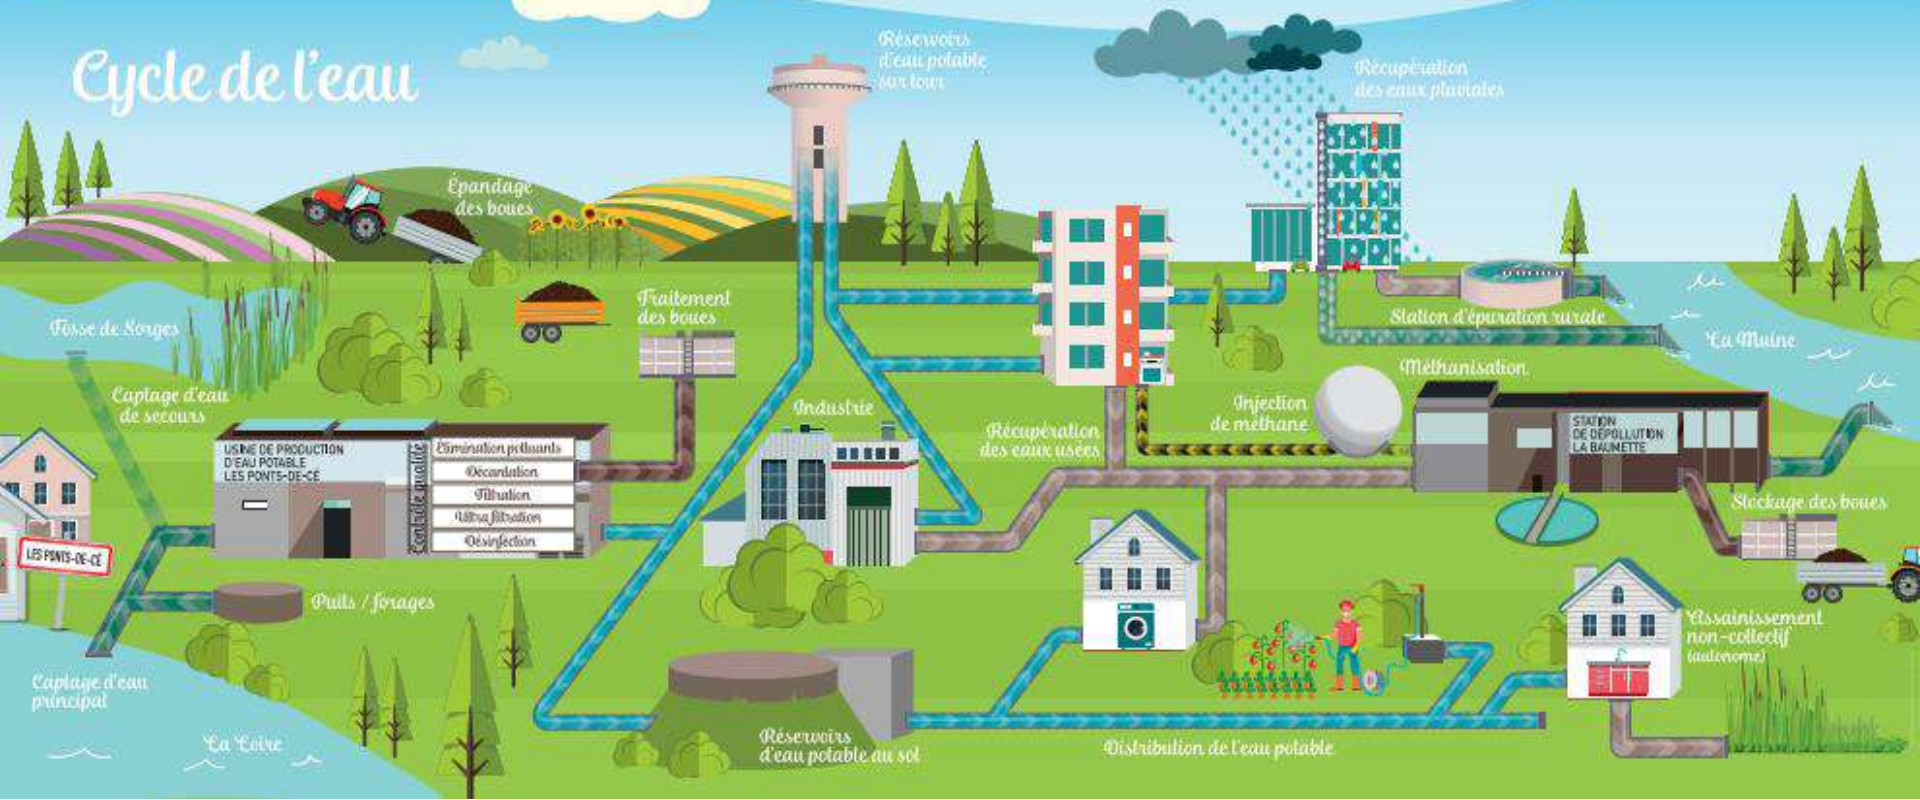 Cycle de l'eau
Réservoirs
d'eau potable
sur tour
Récupération
des eaux pluviales
Épandage
des boues
Fosse de Sorges
Captage d'eau
de secours
Traitement
des boues
Station d'épuration rurale
La Maine
Méthanisation
Injection
de méthane
Industrie
Récupération
des eaux usées
USINE DE PRODUCTION
D'EAU POTABLE
LES PONTS-DE-CÉ
Contrôle qualité
Élimination polluants
Décantation
Filtration
Ultra filtration
Désinfection
STATION
DE DÉPOLLUTION
LA BAUMETTE
Stockage des boues
LES PONTS-DE-CÉ
Puits / forages
Captage d'eau
principal
La Loire
Réservoirs
d'eau potable au sol
Distribution de l'eau potable
Assainissement
non-collectif
(autonome)